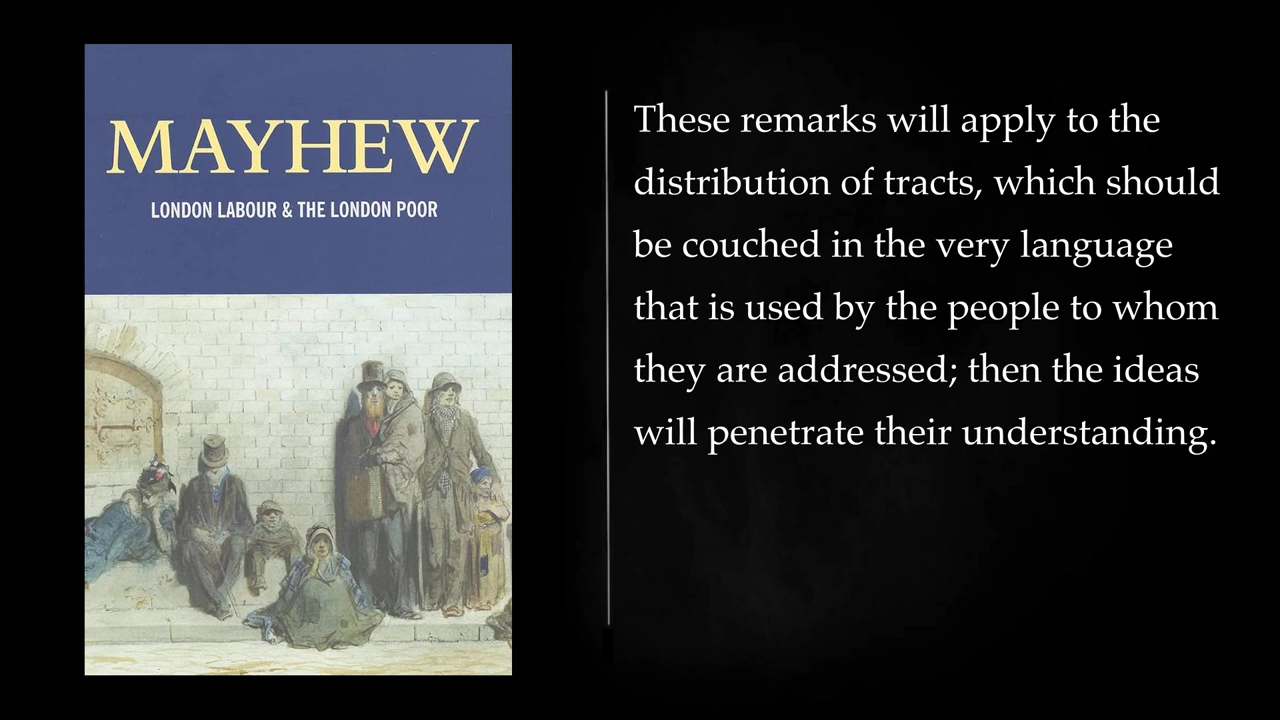 MAYHEW
LONDON LABOUR & THE LONDON POOR
These remarks will apply to the
distribution of tracts, which should
be couched in the very language
that is used by the people to whom
they are addressed; then the ideas
will penetrate their understanding.